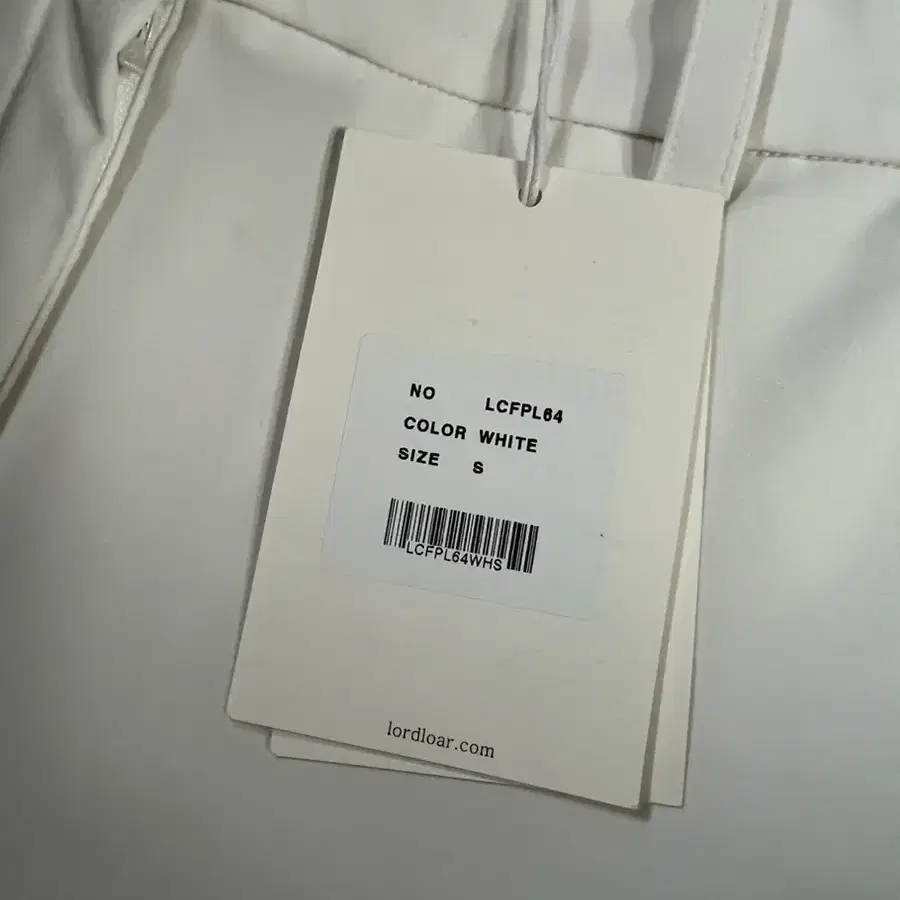 NO LCFPL64
COLOR WHITE
SIZE S
LCFPL64WHS
lordloar.com